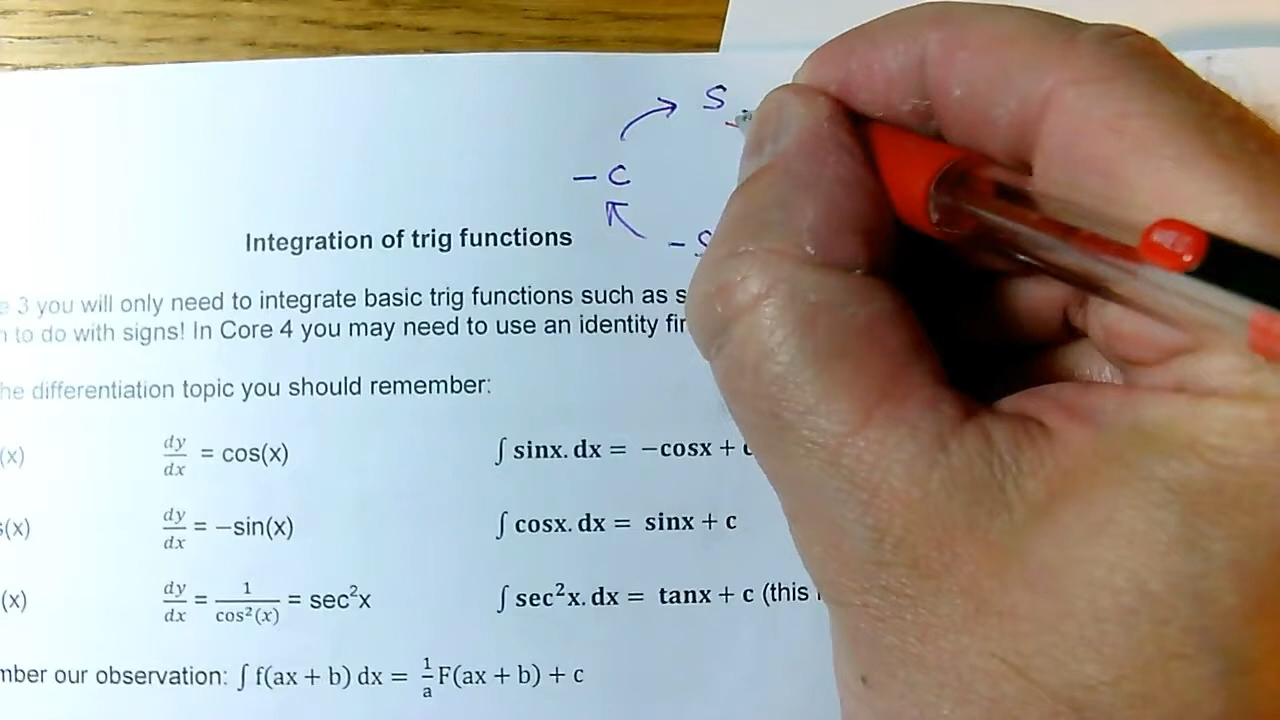 S
– C
– S
Integration of trig functions
3 you will only need to integrate basic trig functions such as
to do with signs! In Core 4 you may need to use an identity
differentiation topic you should remember:
(x) dy/dx = cos(x) ∫ sinx. dx = −cosx +
(x) dy/dx = −sin(x) ∫ cosx. dx = sinx + c
(x) dy/dx = 1/cos²(x) = sec²x ∫ sec²x. dx = tanx + c (this
our observation: ∫ f(ax + b) dx = 1/a F(ax + b) + c